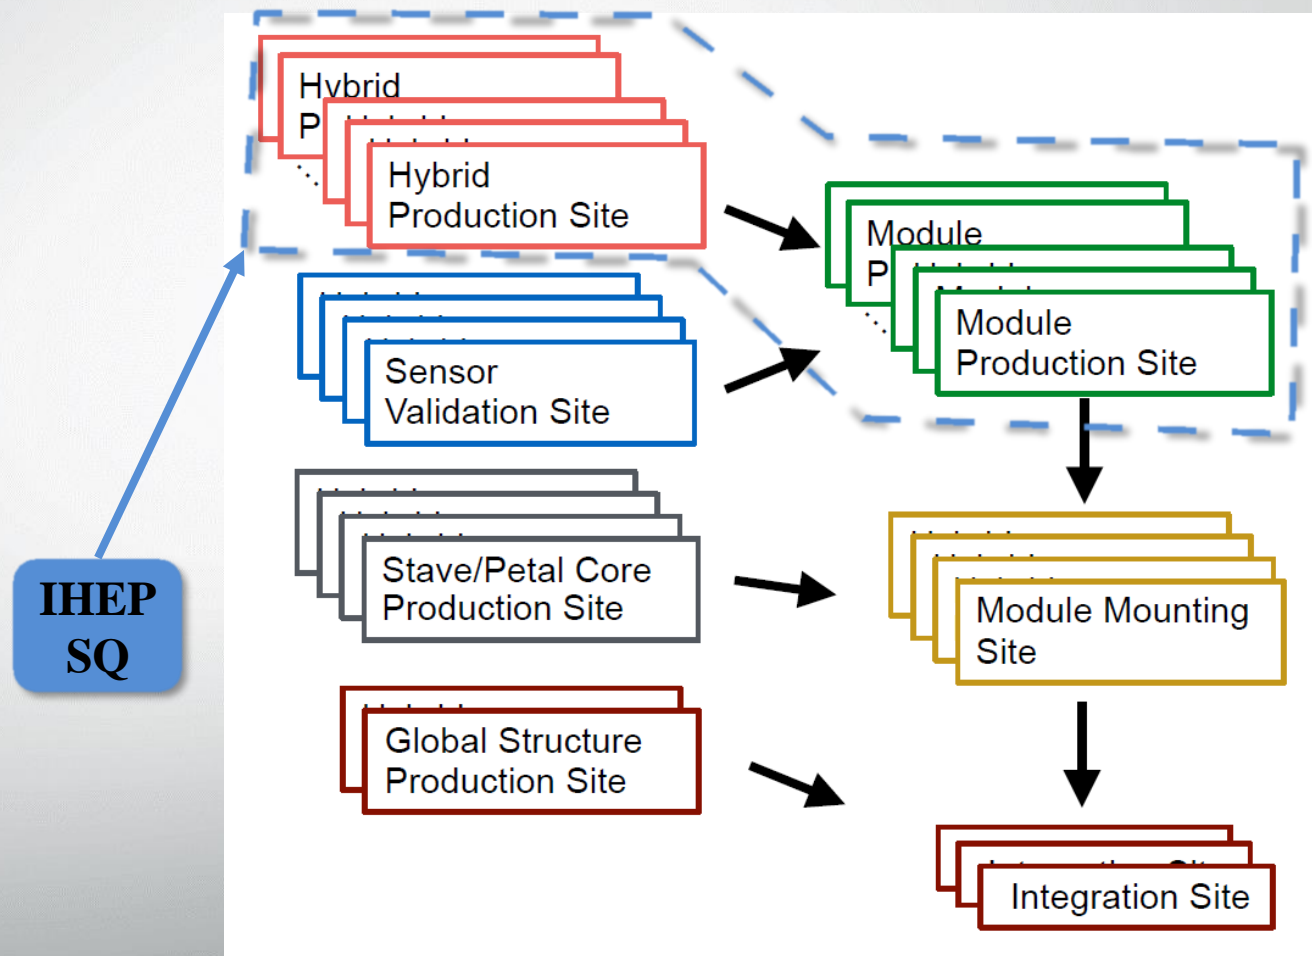 Hybrid
Hybrid
Production Site
Module
Module
Production Site
Sensor
Validation Site
Stave/Petal Core
Production Site
Module Mounting
Site
IHEP
SQ
Global Structure
Production Site
Integration Site